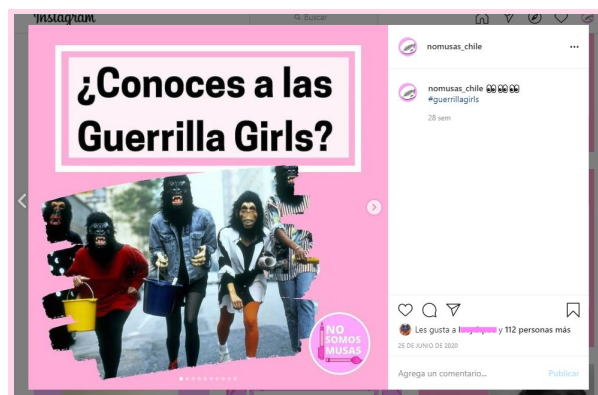 Instagram
Buscar
¿Conoces a las
Guerrilla Girls?
NO
SOMOS
MUSAS
nomusas_chile
nomusas_chile 👀👀👀
#guerrillagirls
28 sem
Les gusta a y 112 personas más
25 DE JUNIO DE 2020
Agrega un comentario...
Publicar